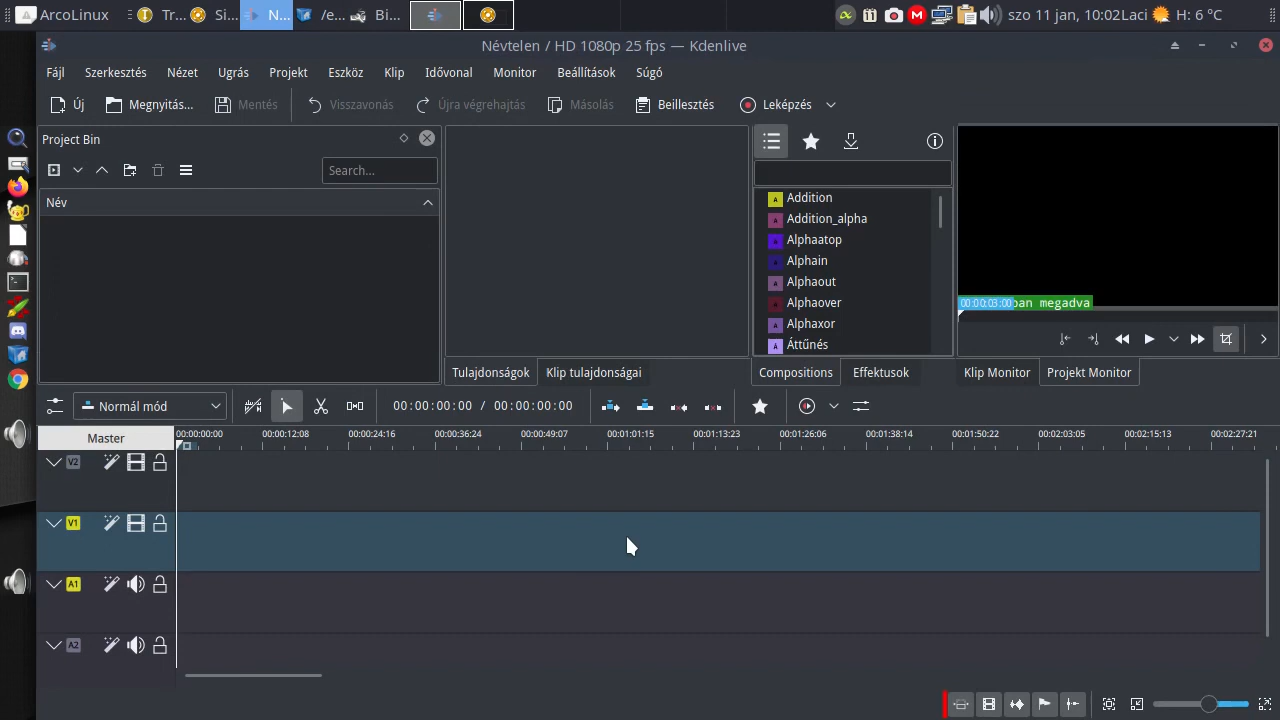 ArcoLinux Tr... Si... N... /e... Bi... szo 11 jan, 10:02Laci H: 6 °C
Névtelen / HD 1080p 25 fps — Kdenlive
Fájl Szerkesztés Nézet Ugrás Projekt Eszköz Klip Idővonal Monitor Beállítások Súgó
Új Megnyitás... Mentés Visszavonás Újra végrehajtás Másolás Beillesztés Leképzés
Project Bin
Search...
Név
Addition
Addition_alpha
Alphaatop
Alphain
Alphaout
Alphaover
Alphaxor
Áttűnés
00:00:03:00 ban megadva
Tulajdonságok Klip tulajdonságai Compositions Effektusok Klip Monitor Projekt Monitor
Normál mód 00:00:00:00 / 00:00:00:00
Master 00:00:00:00 00:00:12:08 00:00:24:16 00:00:36:24 00:00:49:07 00:01:01:15 00:01:13:23 00:01:26:06 00:01:38:14 00:01:50:22 00:02:03:05 00:02:15:13 00:02:27:21
V2
V1
A1
A2